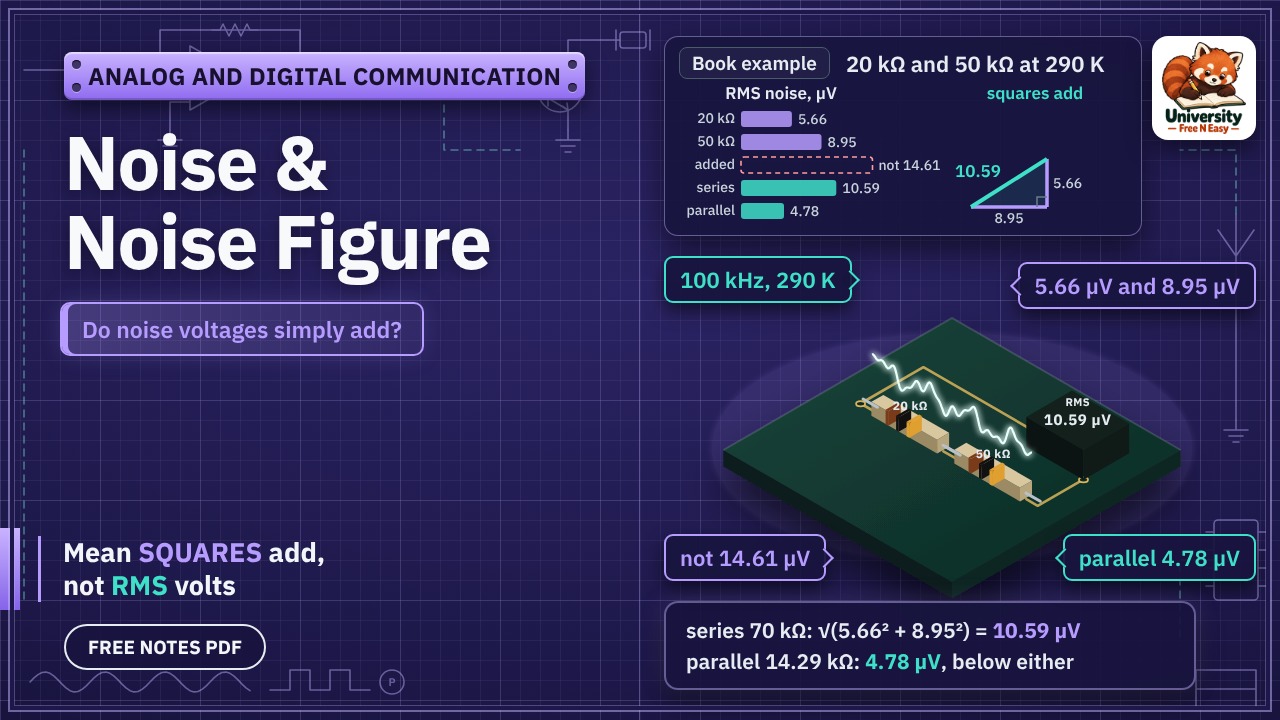 ANALOG AND DIGITAL COMMUNICATION
Noise &
Noise Figure
Do noise voltages simply add?
Mean SQUARES add,
not RMS volts
FREE NOTES PDF
P
Book example
20 kΩ and 50 kΩ at 290 K
RMS noise, µV
squares add
20 kΩ 5.66
50 kΩ 8.95
added not 14.61
series 10.59
parallel 4.78
10.59
5.66
8.95
University
Free N Easy
100 kHz, 290 K
5.66 µV and 8.95 µV
20 kΩ
50 kΩ
RMS
10.59 µV
not 14.61 µV
parallel 4.78 µV
series 70 kΩ: √(5.66² + 8.95²) = 10.59 µV
parallel 14.29 kΩ: 4.78 µV, below either